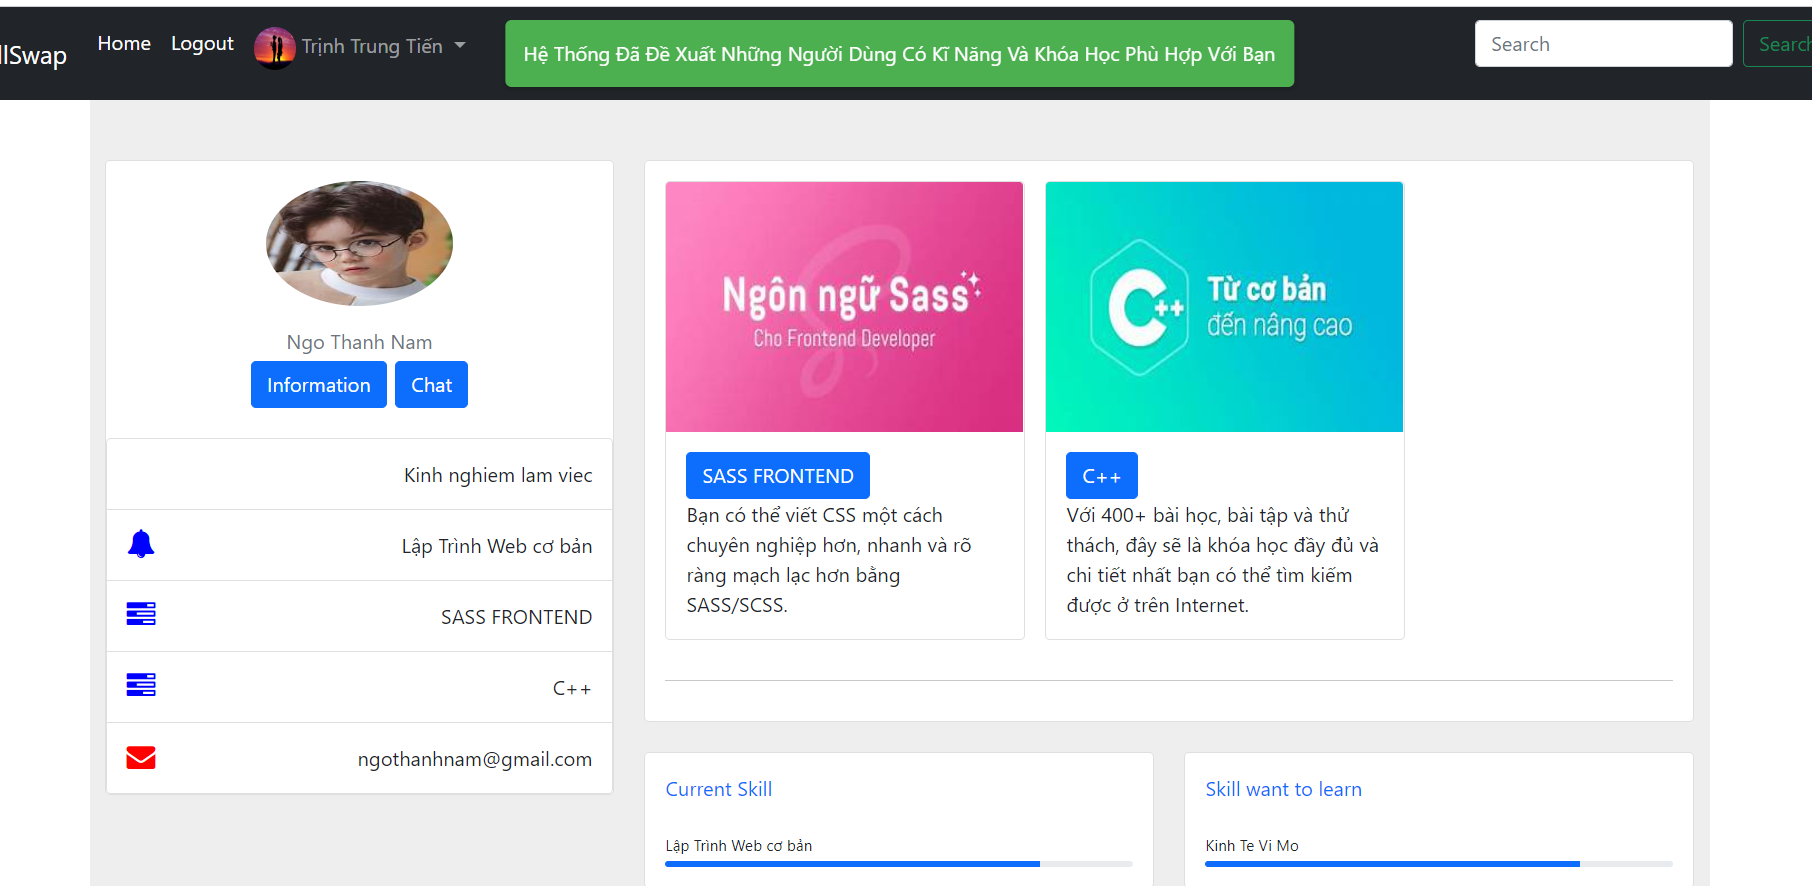 llSwap
Home
Logout
Trịnh Trung Tiến
Hệ Thống Đã Đề Xuất Những Người Dùng Có Kĩ Năng Và Khóa Học Phù Hợp Với Bạn
Search
Search
Ngo Thanh Nam
Information
Chat
Kinh nghiem lam viec
Lập Trình Web cơ bản
SASS FRONTEND
C++
ngothanhnam@gmail.com
Ngôn ngữ Sass
Cho Frontend Developer
SASS FRONTEND
Bạn có thể viết CSS một cách
chuyên nghiệp hơn, nhanh và rõ
ràng mạch lạc hơn bằng
SASS/SCSS.
C++
Từ cơ bản
đến nâng cao
C++
Với 400+ bài học, bài tập và thử
thách, đây sẽ là khóa học đầy đủ và
chi tiết nhất bạn có thể tìm kiếm
được ở trên Internet.
Current Skill
Lập Trình Web cơ bản
Skill want to learn
Kinh Te Vi Mo